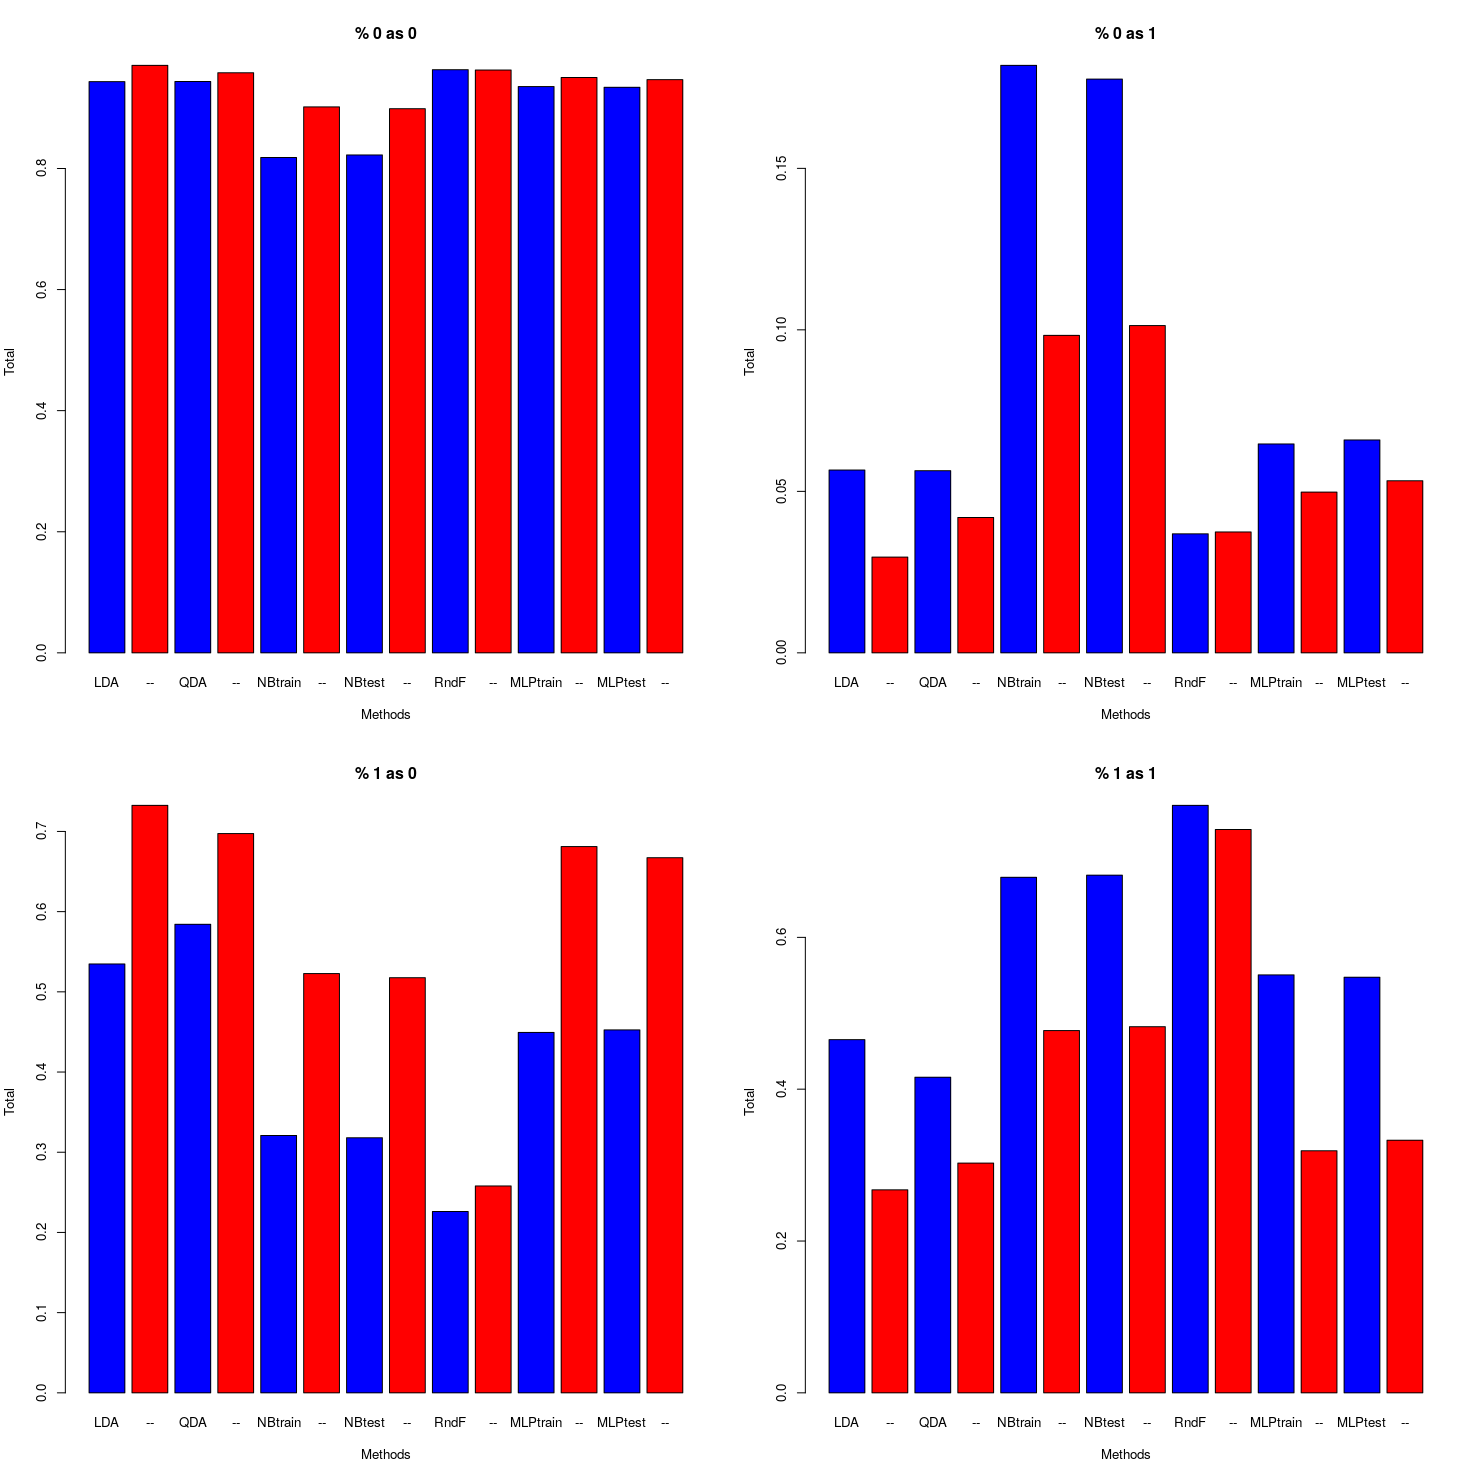 % 0 as 0
Total
0.0 0.2 0.4 0.6 0.8
LDA -- QDA -- NBtrain -- NBtest -- RndF -- MLPtrain -- MLPtest --
Methods
% 0 as 1
Total
0.00 0.05 0.10 0.15
LDA -- QDA -- NBtrain -- NBtest -- RndF -- MLPtrain -- MLPtest --
Methods
% 1 as 0
Total
0.0 0.1 0.2 0.3 0.4 0.5 0.6 0.7
LDA -- QDA -- NBtrain -- NBtest -- RndF -- MLPtrain -- MLPtest --
Methods
% 1 as 1
Total
0.0 0.2 0.4 0.6
LDA -- QDA -- NBtrain -- NBtest -- RndF -- MLPtrain -- MLPtest --
Methods